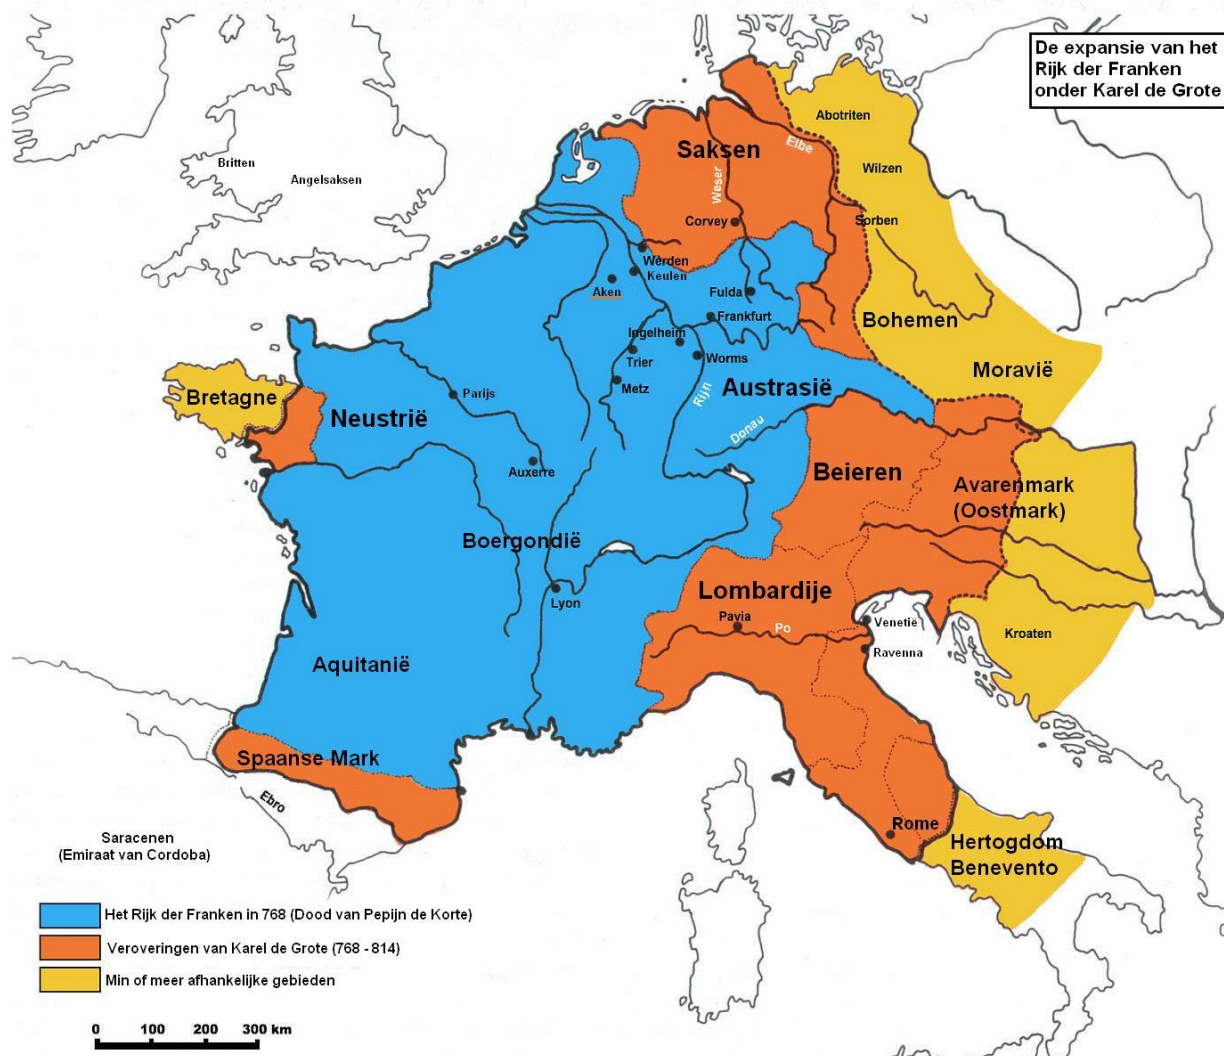 De expansie van het
Rijk der Franken
onder Karel de Grote
Abotriten
Saksen
Elbe
Britten
Wilzen
Angelsaksen
Weser
Corvey
Sorben
Werden
Keulen
Aken
Fulda
Frankfurt
Bohemen
Ingelheim
Trier
Worms
Moravië
Metz
Austrasië
Bretagne
Parijs
Rijn
Neustrië
Donau
Auxerre
Beieren
Avarenmark
(Oostmark)
Boergondië
Lombardije
Lyon
Pavia
Po
Venetië
Kroaten
Ravenna
Aquitanië
Spaanse Mark
Ebro
Rome
Saracenen
(Emiraat van Cordoba)
Hertogdom
Benevento
Het Rijk der Franken in 768 (Dood van Pepijn de Korte)
Veroveringen van Karel de Grote (768 - 814)
Min of meer afhankelijke gebieden
0 100 200 300 km